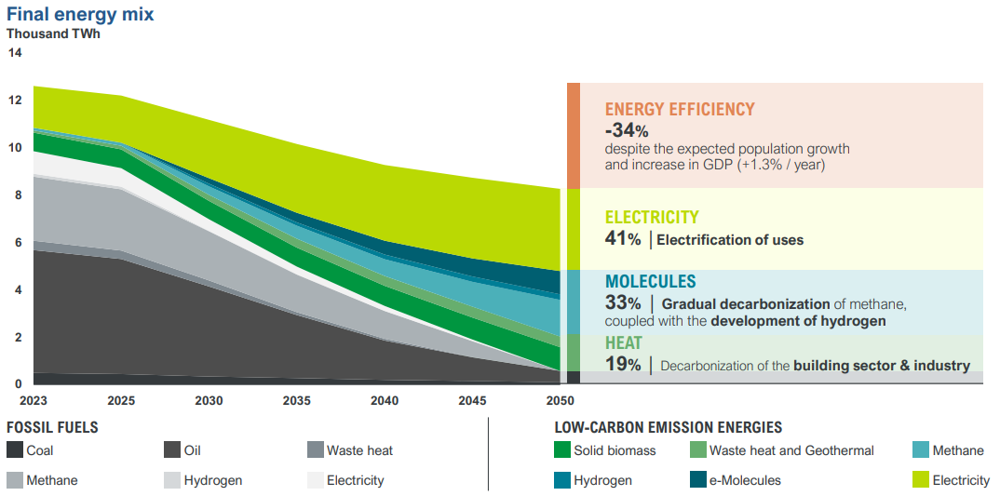 Final energy mix
Thousand TWh
14
12
10
8
6
4
2
0
2023 2025 2030 2035 2040 2045 2050
ENERGY EFFICIENCY
-34%
despite the expected population growth
and increase in GDP (+1.3% / year)
ELECTRICITY
41% | Electrification of uses
MOLECULES
33% | Gradual decarbonization of methane,
coupled with the development of hydrogen
HEAT
19% | Decarbonization of the building sector & industry
FOSSIL FUELS
Coal Oil Waste heat
Methane Hydrogen Electricity
LOW-CARBON EMISSION ENERGIES
Solid biomass Waste heat and Geothermal Methane
Hydrogen e-Molecules Electricity